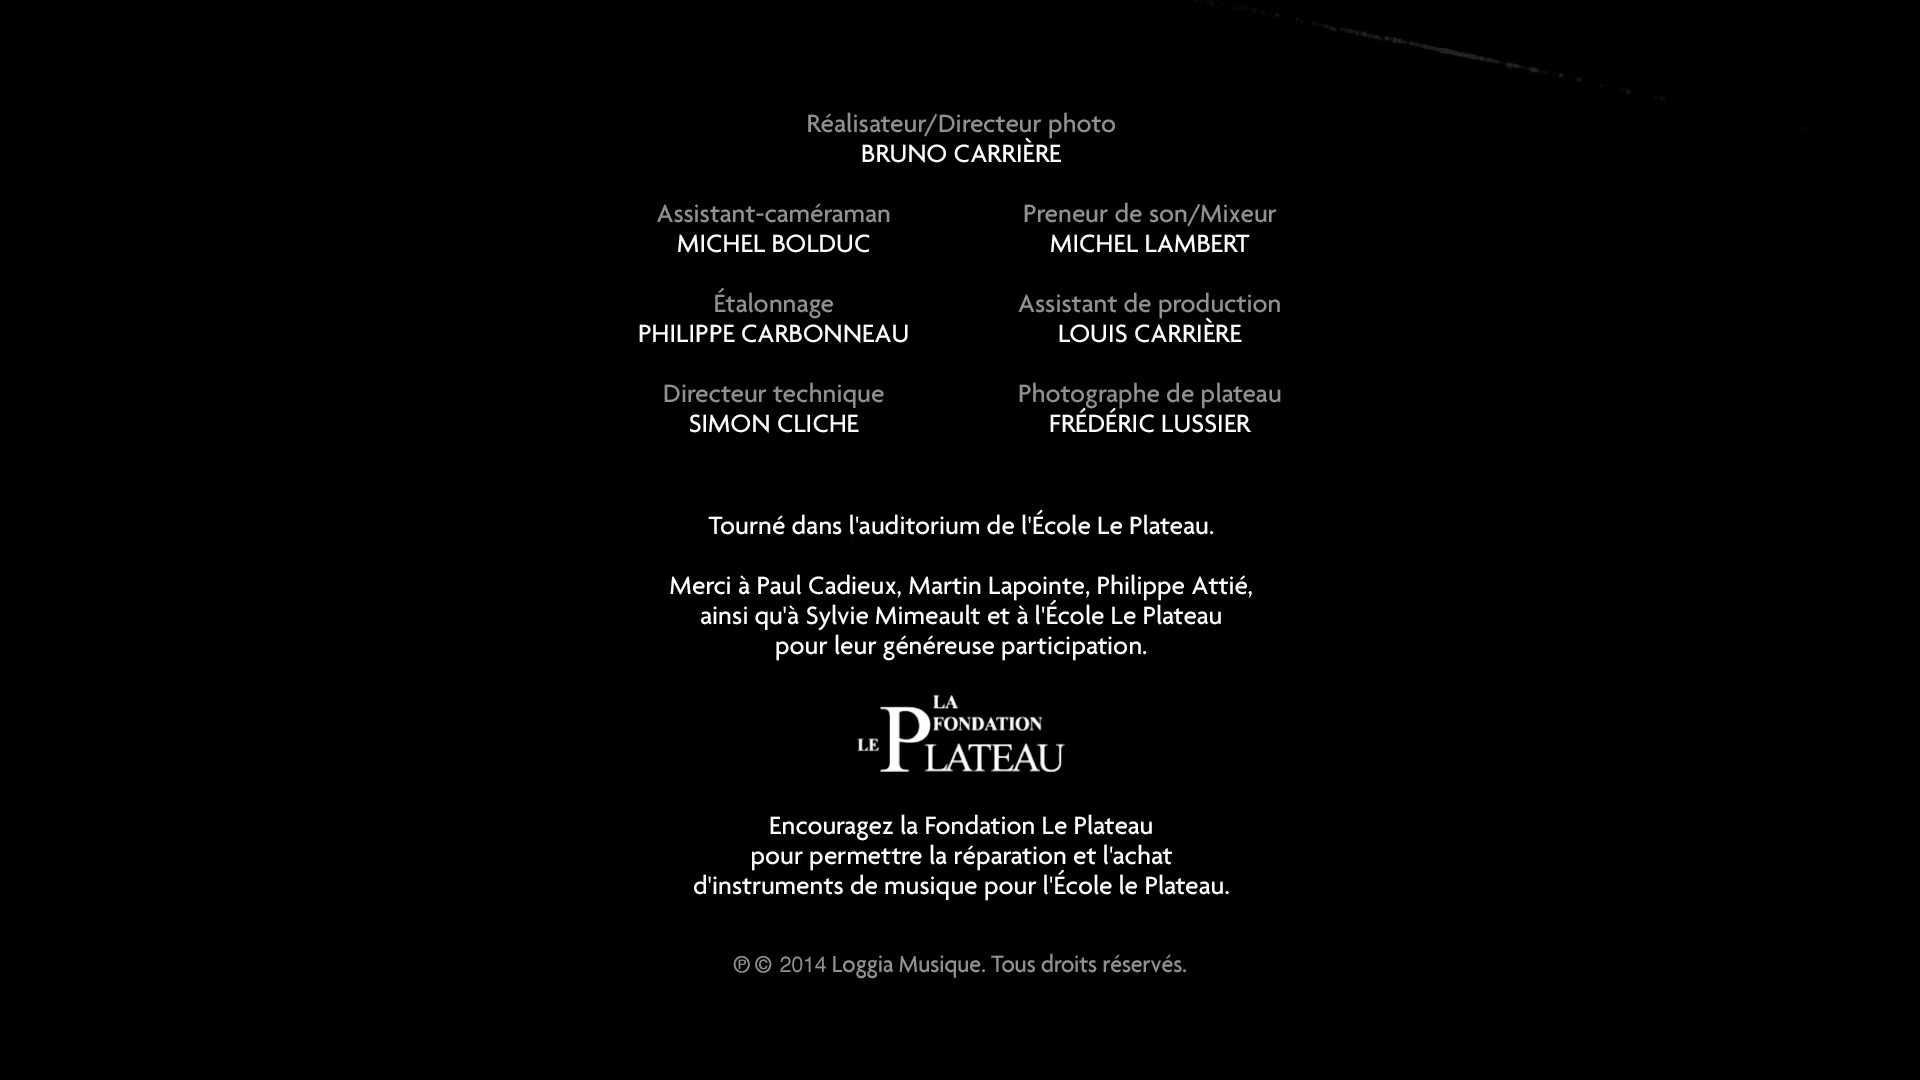 Réalisateur/Directeur photo
BRUNO CARRIÈRE
Assistant-caméraman
MICHEL BOLDUC
Preneur de son/Mixeur
MICHEL LAMBERT
Étalonnage
PHILIPPE CARBONNEAU
Assistant de production
LOUIS CARRIÈRE
Directeur technique
SIMON CLICHE
Photographe de plateau
FRÉDÉRIC LUSSIER
Tourné dans l'auditorium de l'École Le Plateau.
Merci à Paul Cadieux, Martin Lapointe, Philippe Attié,
ainsi qu'à Sylvie Mimeault et à l'École Le Plateau
pour leur généreuse participation.
LA
FONDATION
LE PLATEAU
Encouragez la Fondation Le Plateau
pour permettre la réparation et l'achat
d'instruments de musique pour l'École le Plateau.
℗ © 2014 Loggia Musique. Tous droits réservés.